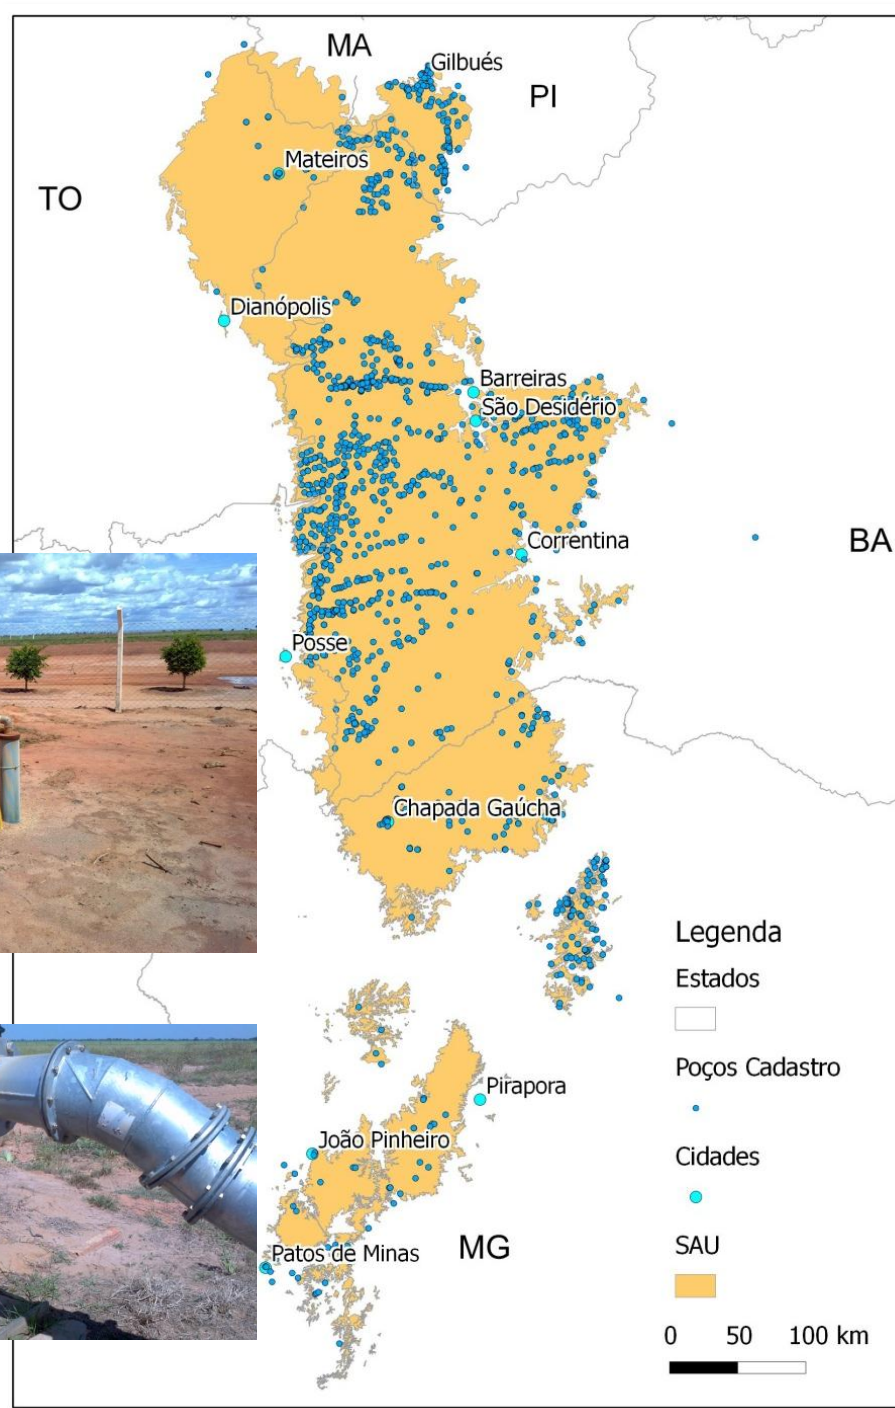 MA
Gilbués
PI
Mateiros
TO
Dianópolis
Barreiras
São Desidério
Correntina
BA
Posse
Chapada Gaúcha
Legenda
Estados
Poços Cadastro
Pirapora
João Pinheiro
Cidades
Patos de Minas
MG
SAU
0 50 100 km